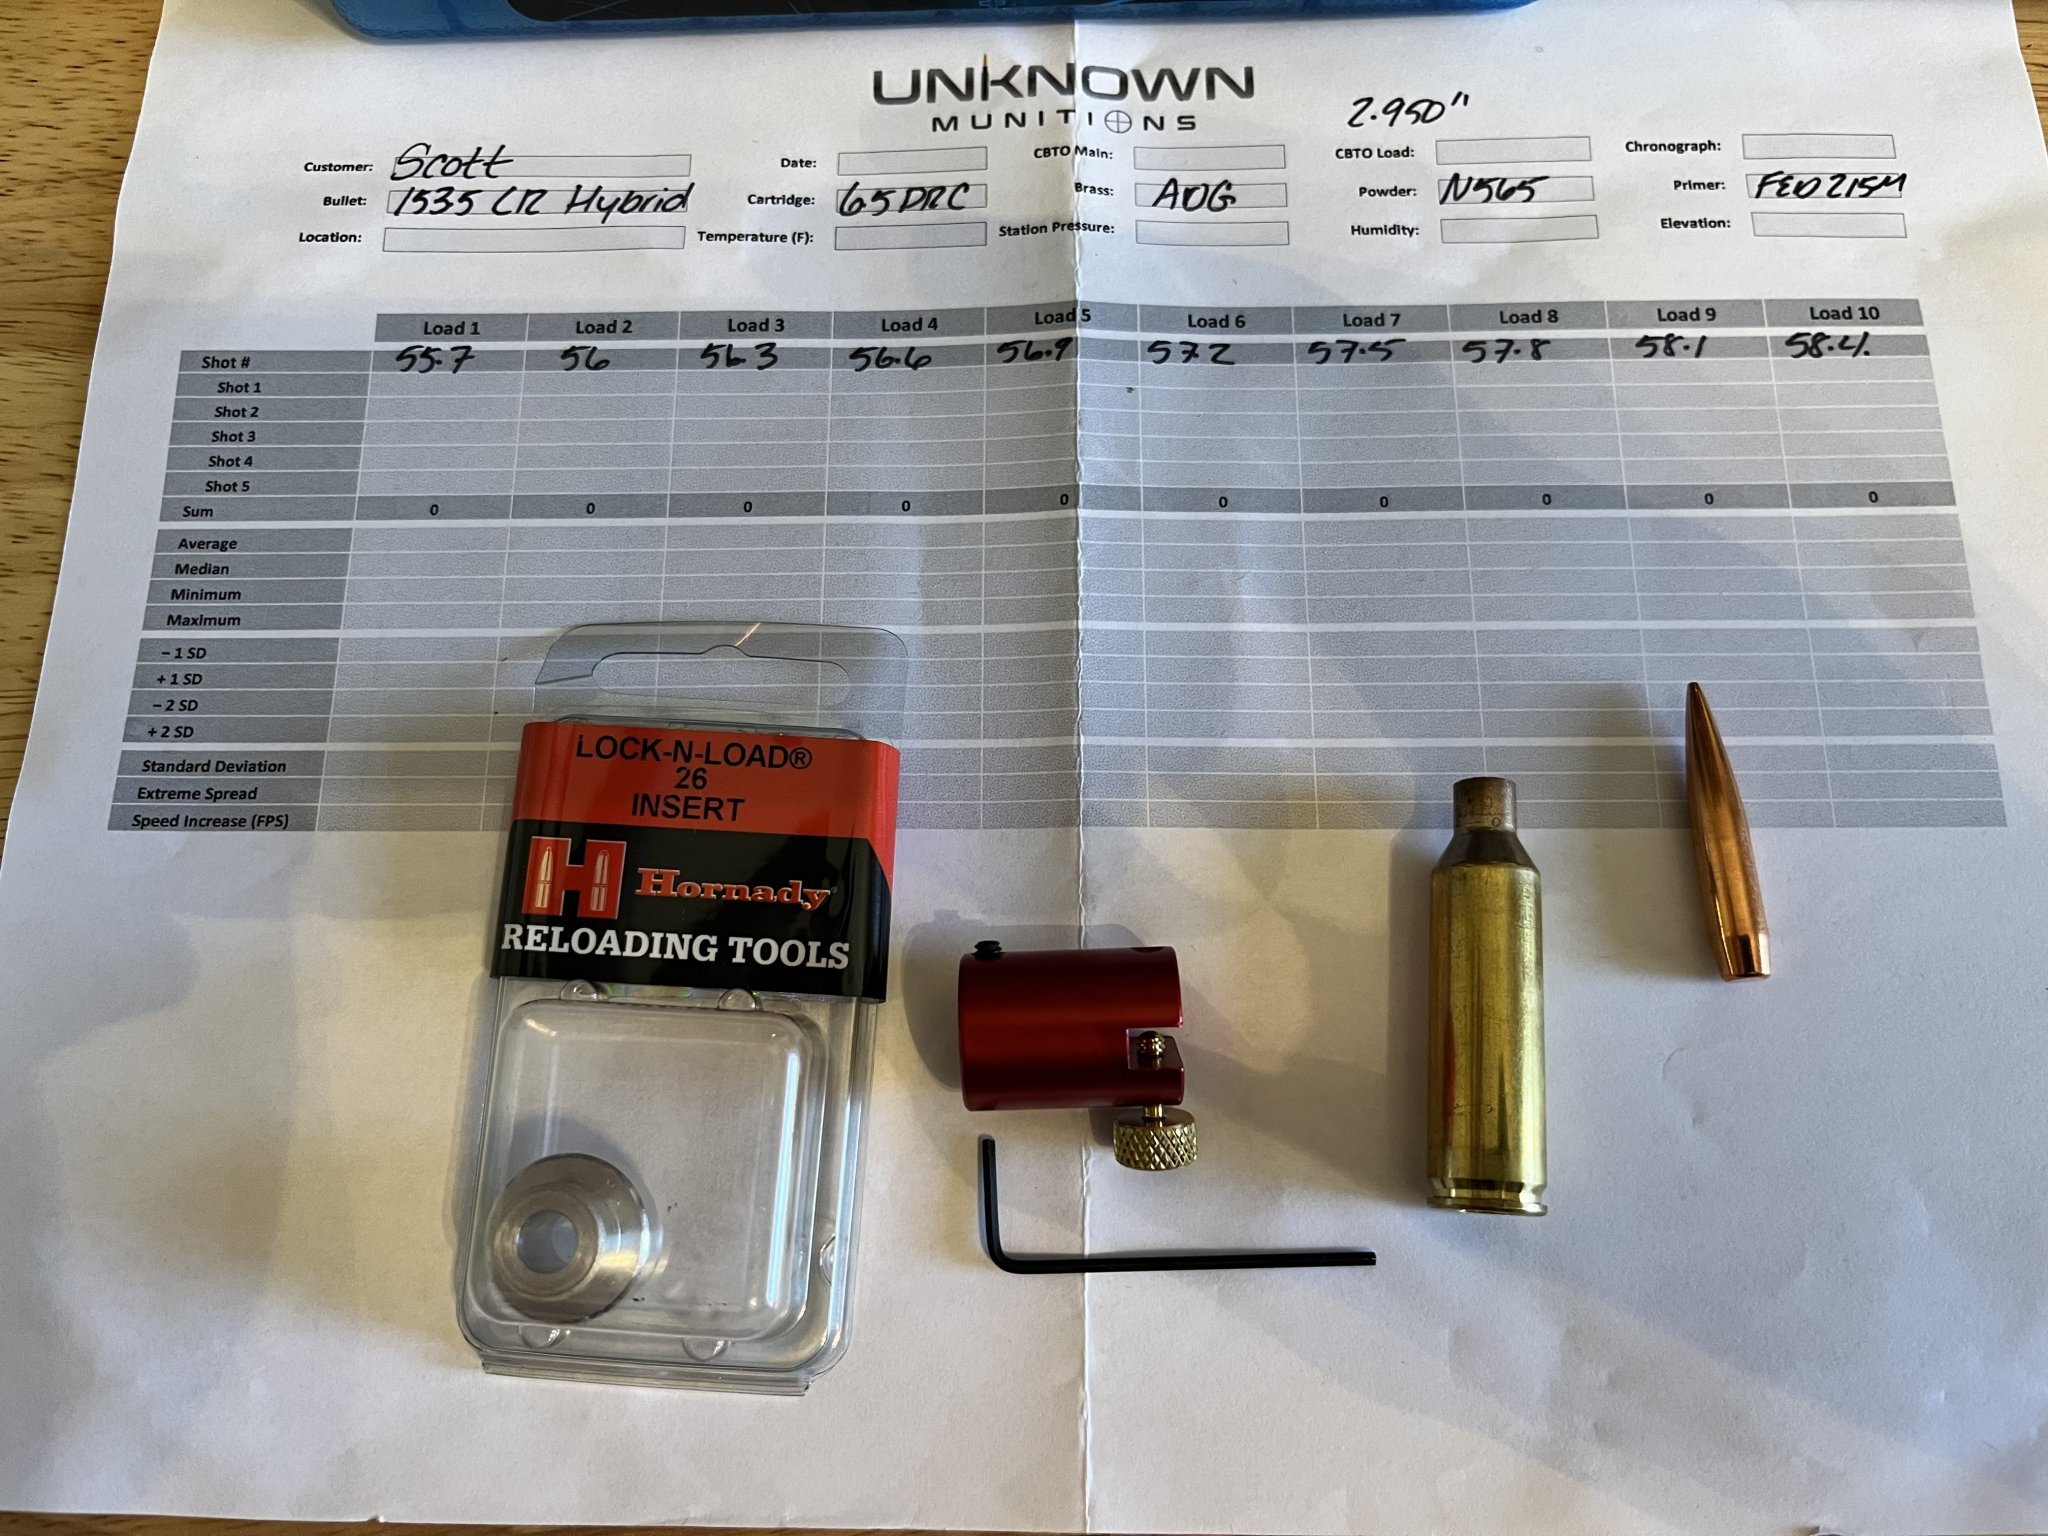 UNKNOWN
MUNITIONS
2.950"
Customer: Scott Date: CBTO Main: CBTO Load: Chronograph:
Bullet: 153.5 LR Hybrid Cartridge: 65 DRC Brass: ADG Powder: N565 Primer: FED 215M
Location: Temperature (F): Station Pressure: Humidity: Elevation:
Load 1 Load 2 Load 3 Load 4 Load 5 Load 6 Load 7 Load 8 Load 9 Load 10
Shot # 55.7 56 56.3 56.6 56.9 57.2 57.5 57.8 58.1 58.4
Shot 1
Shot 2
Shot 3
Shot 4
Shot 5
Sum 0 0 0 0 0 0 0 0 0 0
Average
Median
Minimum
Maximum
– 1 SD
+ 1 SD
– 2 SD
+ 2 SD
Standard Deviation
Extreme Spread
Speed Increase (FPS)
LOCK-N-LOAD®
26
INSERT
H Hornady
RELOADING TOOLS